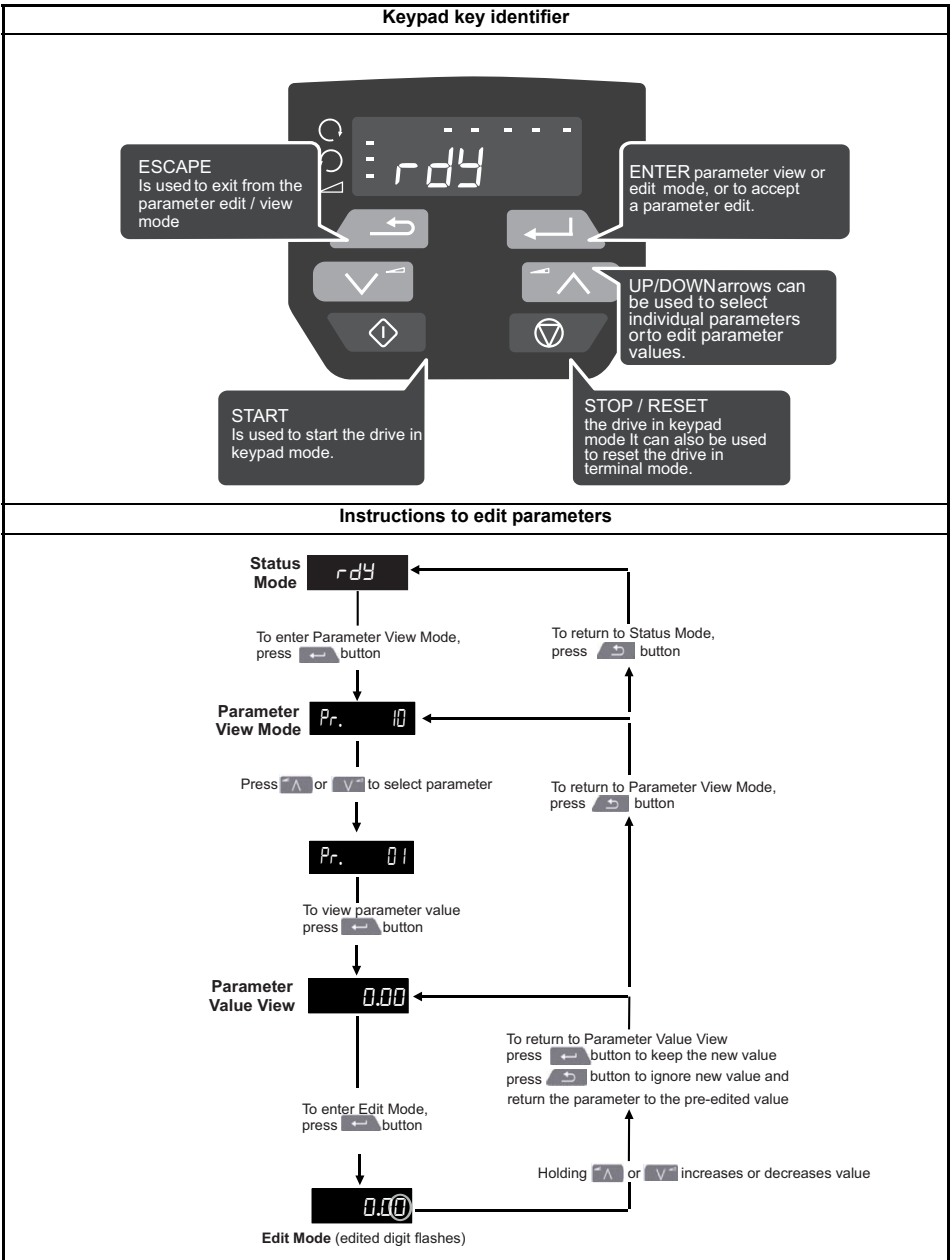 Keypad key identifier
rdy
ESCAPE
Is used to exit from the
parameter edit / view
mode
ENTER parameter view or
edit mode, or to accept
a parameter edit.
UP/DOWN arrows can
be used to select
individual parameters
orto edit parameter
values.
START
Is used to start the drive in
keypad mode.
STOP / RESET
the drive in keypad
mode It can also be used
to reset the drive in
terminal mode.
Instructions to edit parameters
Status
Mode
rdy
To enter Parameter View Mode,
press button
To return to Status Mode,
press button
Parameter
View Mode
Pr. 10
Press or to select parameter
To return to Parameter View Mode,
press button
Pr. 01
To view parameter value
press button
Parameter
Value View
0.00
To return to Parameter Value View
press button to keep the new value
press button to ignore new value and
return the parameter to the pre-edited value
To enter Edit Mode,
press button
Holding or increases or decreases value
0.00
Edit Mode (edited digit flashes)